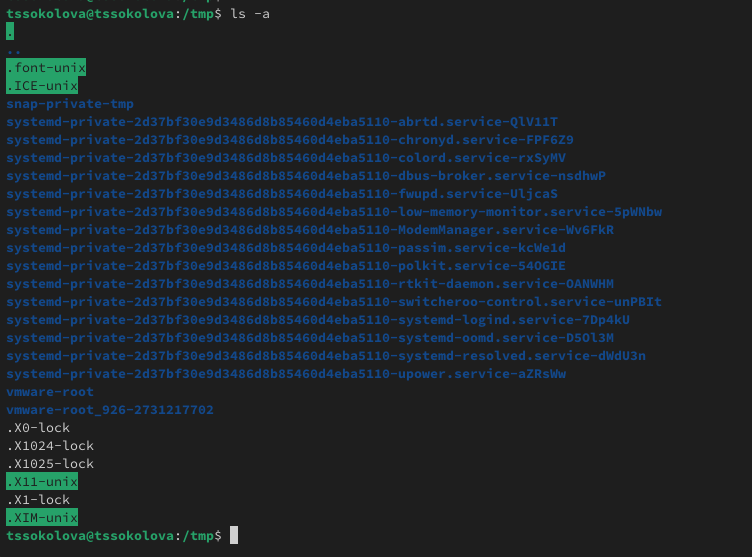 tssokolova@tssokolova:/tmp$ ls -a
.
..
.font-unix
.ICE-unix
snap-private-tmp
systemd-private-2d37bf30e9d3486d8b85460d4eba5110-abrtd.service-QlV11T
systemd-private-2d37bf30e9d3486d8b85460d4eba5110-chronyd.service-FPF6Z9
systemd-private-2d37bf30e9d3486d8b85460d4eba5110-colord.service-rxSyMV
systemd-private-2d37bf30e9d3486d8b85460d4eba5110-dbus-broker.service-nsdhwP
systemd-private-2d37bf30e9d3486d8b85460d4eba5110-fwupd.service-UljcaS
systemd-private-2d37bf30e9d3486d8b85460d4eba5110-low-memory-monitor.service-5pWNbw
systemd-private-2d37bf30e9d3486d8b85460d4eba5110-ModemManager.service-Wv6FkR
systemd-private-2d37bf30e9d3486d8b85460d4eba5110-passim.service-kcWe1d
systemd-private-2d37bf30e9d3486d8b85460d4eba5110-polkit.service-54OGIE
systemd-private-2d37bf30e9d3486d8b85460d4eba5110-rtkit-daemon.service-OANWHM
systemd-private-2d37bf30e9d3486d8b85460d4eba5110-switcheroo-control.service-unPBIt
systemd-private-2d37bf30e9d3486d8b85460d4eba5110-systemd-logind.service-7Dp4kU
systemd-private-2d37bf30e9d3486d8b85460d4eba5110-systemd-oomd.service-D5Ol3M
systemd-private-2d37bf30e9d3486d8b85460d4eba5110-systemd-resolved.service-dWdU3n
systemd-private-2d37bf30e9d3486d8b85460d4eba5110-upower.service-aZRsWw
vmware-root
vmware-root_926-2731217702
.X0-lock
.X1024-lock
.X1025-lock
.X11-unix
.X1-lock
.XIM-unix
tssokolova@tssokolova:/tmp$